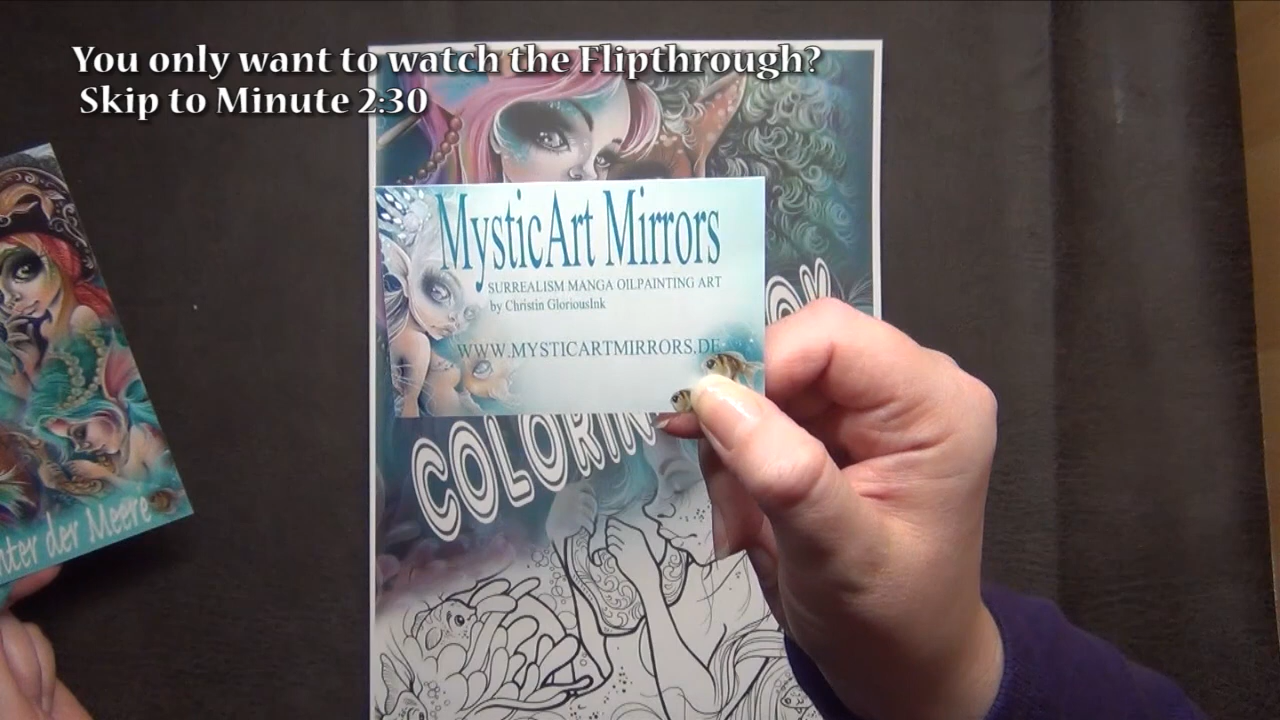 You only want to watch the Flipthrough?
Skip to Minute 2:30
MysticArt Mirrors
SURREALISM MANGA OILPAINTING ART
by Christin GloriousInk
WWW.MYSTICARTMIRRORS.DE
der Meere